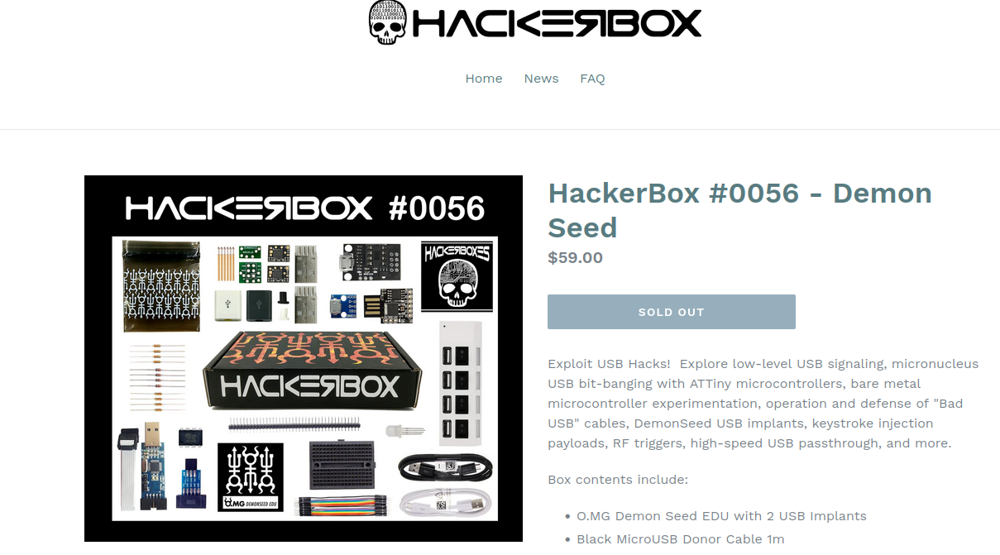 HACKERBOX
Home News FAQ
HACKERBOX #0056
HACKERBOXES
HACKERBOX
O.MG DEMONSEED EDU
HackerBox #0056 - Demon
Seed
$59.00
SOLD OUT
Exploit USB Hacks!  Explore low-level USB signaling, micronucleus
USB bit-banging with ATTiny microcontrollers, bare metal
microcontroller experimentation, operation and defense of "Bad
USB" cables, DemonSeed USB implants, keystroke injection
payloads, RF triggers, high-speed USB passthrough, and more.
Box contents include:
• O.MG Demon Seed EDU with 2 USB Implants
• Black MicroUSB Donor Cable 1m